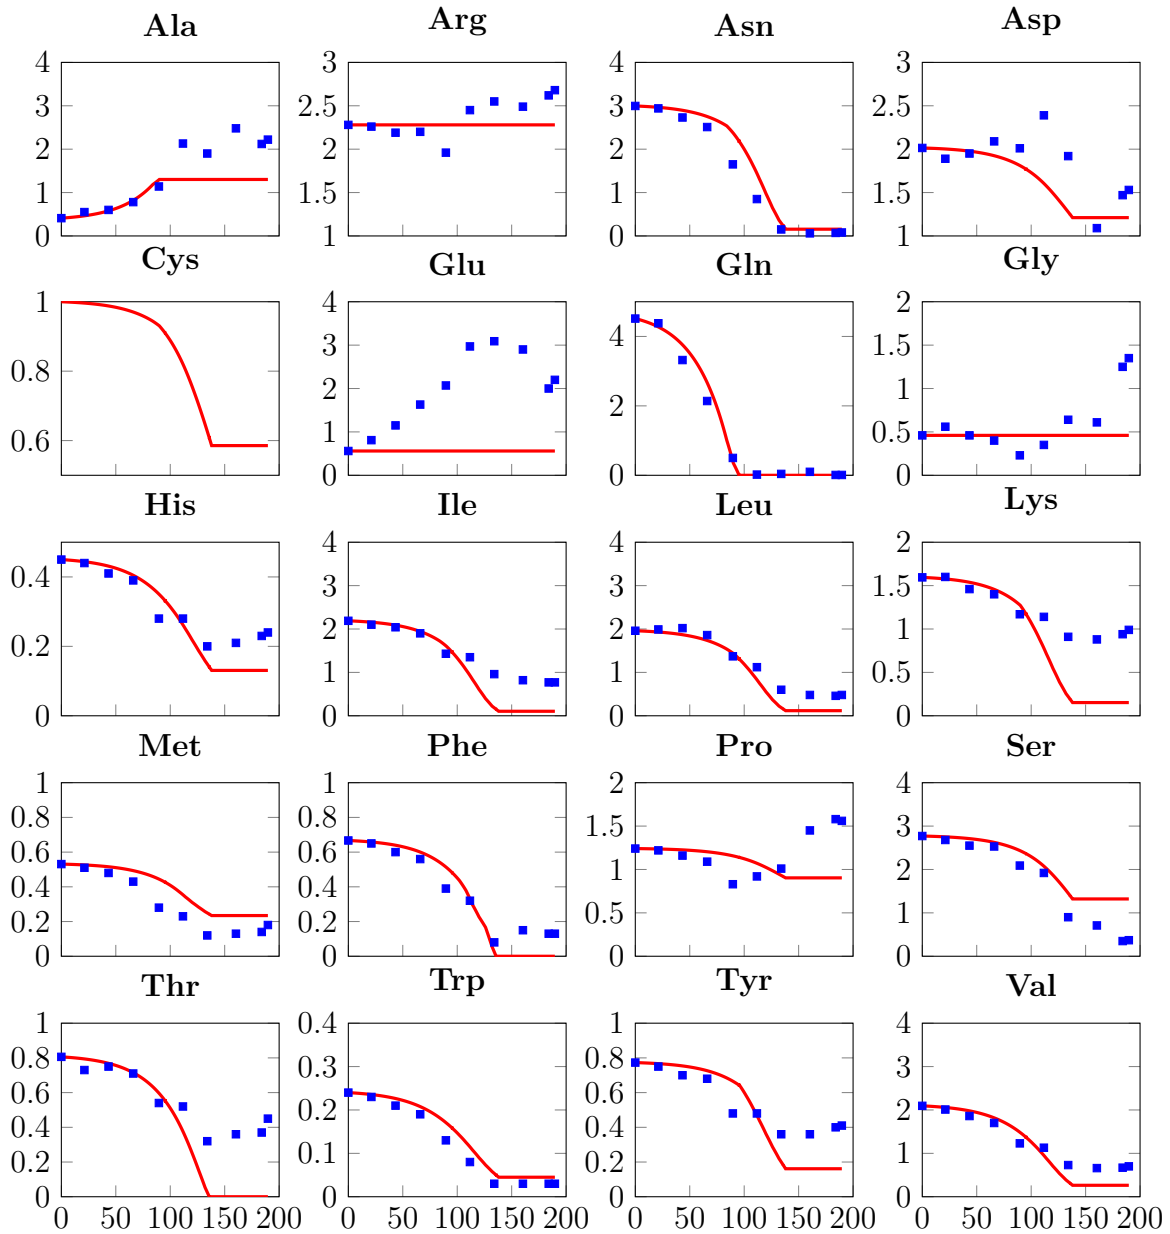 Ala Arg Asn Asp
4 3 3 3
3 2.5 2 2.5
2 2 1 2
1 1.5 0 1.5
0 1 1
Cys Glu Gln Gly
1 4 4 2
0.8 3 2 1.5
0.6 2 0 1
1 0.5
0 0
His Ile Leu Lys
0.4 4 4 2
0.2 3 3 1.5
0 2 2 1
1 1 0.5
0 0 0
Met Phe Pro Ser
1 1 2 4
0.8 0.8 1.5 3
0.6 0.6 1 2
0.4 0.4 0.5 1
0.2 0.2 0 0
0 0
Thr Trp Tyr Val
1 0.4 1 4
0.8 0.3 0.8 3
0.6 0.2 0.6 2
0.4 0.1 0.4 1
0.2 0 0.2 0
0 0
0 50 100 150 200 0 50 100 150 200 0 50 100 150 200 0 50 100 150 200